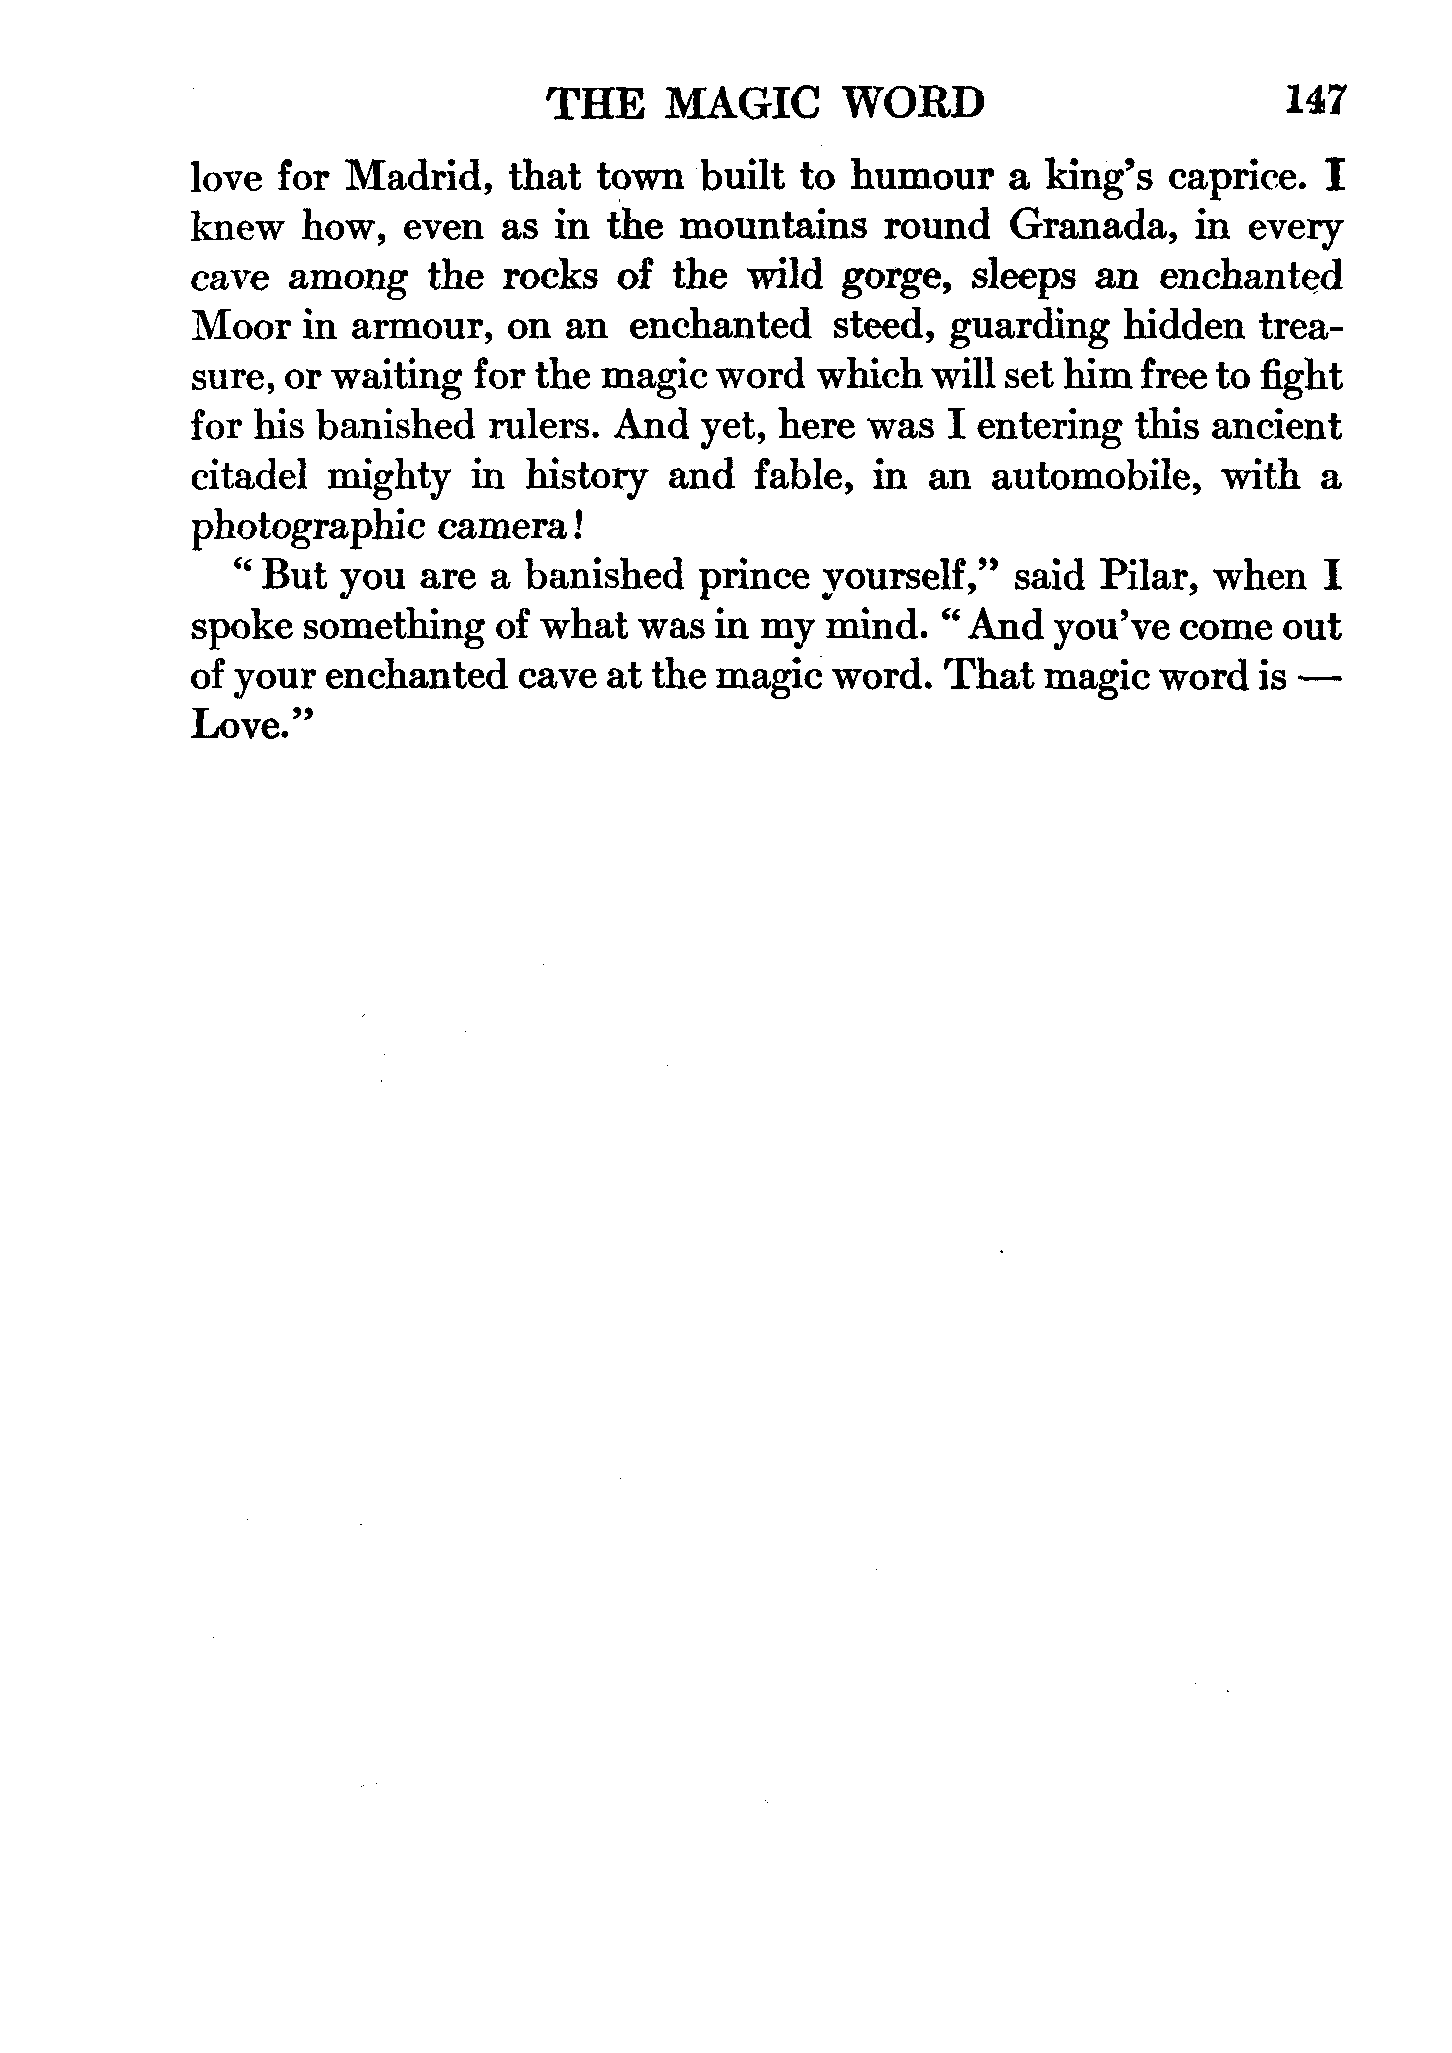 THE MAGIC WORD 147
love for Madrid, that town built to humour a king's caprice. I
knew how, even as in the mountains round Granada, in every
cave among the rocks of the wild gorge, sleeps an enchanted
Moor in armour, on an enchanted steed, guarding hidden trea-
sure, or waiting for the magic word which will set him free to fight
for his banished rulers. And yet, here was I entering this ancient
citadel mighty in history and fable, in an automobile, with a
photographic camera!
" But you are a banished prince yourself," said Pilar, when I
spoke something of what was in my mind. " And you've come out
of your enchanted cave at the magic word. That magic word is —
Love."